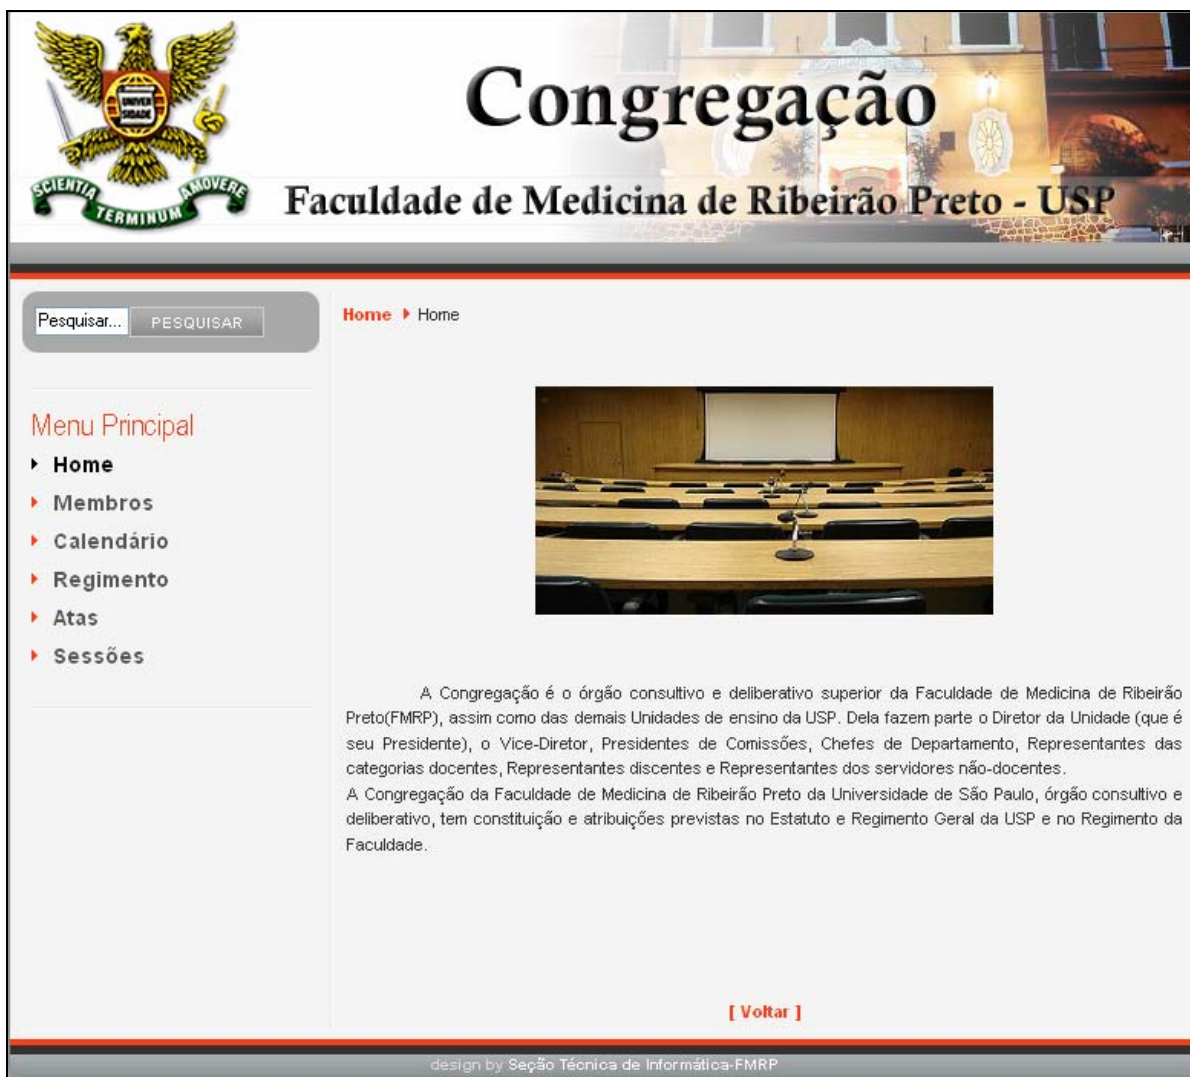 Congregação
UNIVER
SIDADE
SCIENTIA
TERMINUM
AMOVERE
Faculdade de Medicina de Ribeirão Preto - USP
Pesquisar... PESQUISAR
Home Home
Menu Principal
Home
Membros
Calendário
Regimento
Atas
Sessões
A Congregação é o órgão consultivo e deliberativo superior da Faculdade de Medicina de Ribeirão
Preto(FMRP), assim como das demais Unidades de ensino da USP. Dela fazem parte o Diretor da Unidade (que é
seu Presidente), o Vice-Diretor, Presidentes de Comissões, Chefes de Departamento, Representantes das
categorias docentes, Representantes discentes e Representantes dos servidores não-docentes.
A Congregação da Faculdade de Medicina de Ribeirão Preto da Universidade de São Paulo, órgão consultivo e
deliberativo, tem constituição e atribuições previstas no Estatuto e Regimento Geral da USP e no Regimento da
Faculdade.
[ Voltar ]
design by Seção Técnica de Informática-FMRP